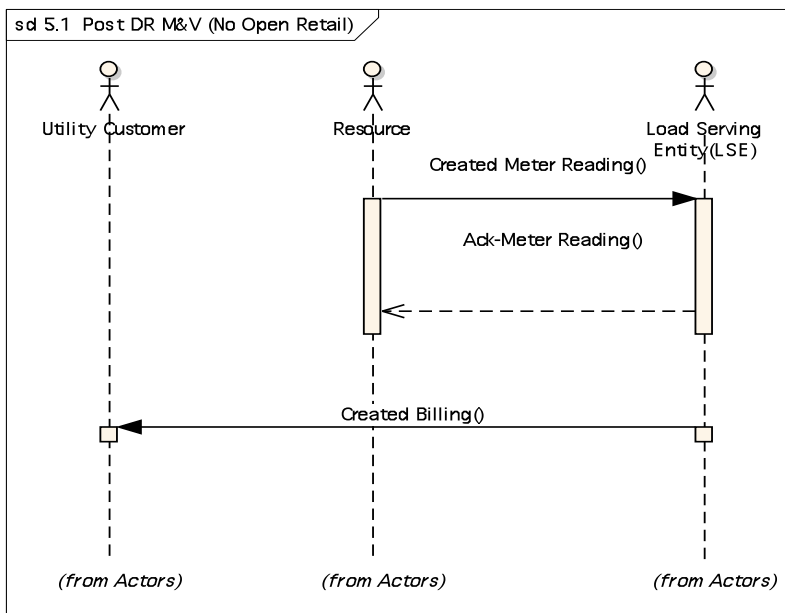 sd 5.1 Post DR M&V (No Open Retail)
Utility Customer
Resource
Load Serving
Entity(LSE)
Created Meter Reading()
Ack-Meter Reading()
Created Billing()
(from Actors)
(from Actors)
(from Actors)